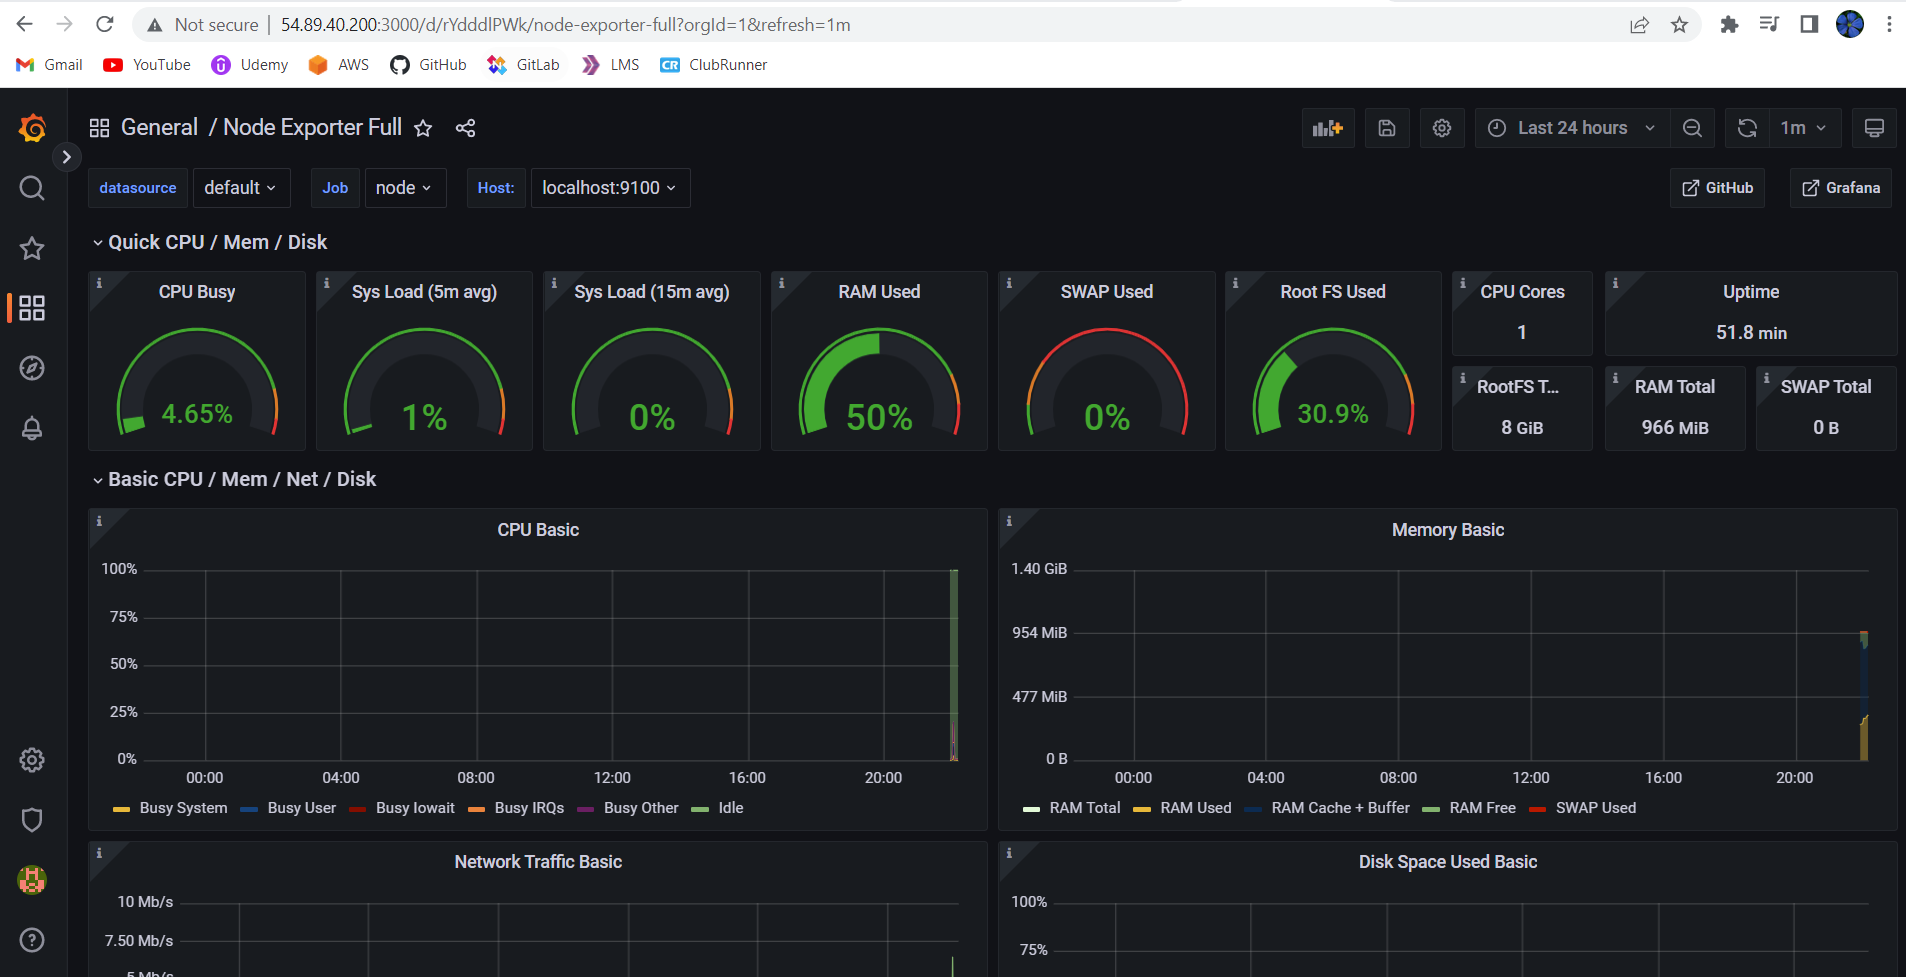 Not secure | 54.89.40.200:3000/d/rYdddlPWk/node-exporter-full?orgId=1&refresh=1m
Gmail YouTube Udemy AWS GitHub GitLab CR LMS ClubRunner
General / Node Exporter Full
Last 24 hours 1m
datasource default Job node Host: localhost:9100 GitHub Grafana
Quick CPU / Mem / Disk
CPU Busy Sys Load (5m avg) Sys Load (15m avg) RAM Used SWAP Used Root FS Used CPU Cores Uptime
1 51.8 min
RootFS T... RAM Total SWAP Total
4.65% 1% 0% 50% 0% 30.9% 8 GiB 966 MiB 0 B
Basic CPU / Mem / Net / Disk
CPU Basic
100%
75%
50%
25%
0%
00:00 04:00 08:00 12:00 16:00 20:00
Busy System Busy User Busy Iowait Busy IRQs Busy Other Idle
Memory Basic
1.40 GiB
954 MiB
477 MiB
0 B
00:00 04:00 08:00 12:00 16:00 20:00
RAM Total RAM Used RAM Cache + Buffer RAM Free SWAP Used
Network Traffic Basic
10 Mb/s
7.50 Mb/s
5 Mb/s
Disk Space Used Basic
100%
75%